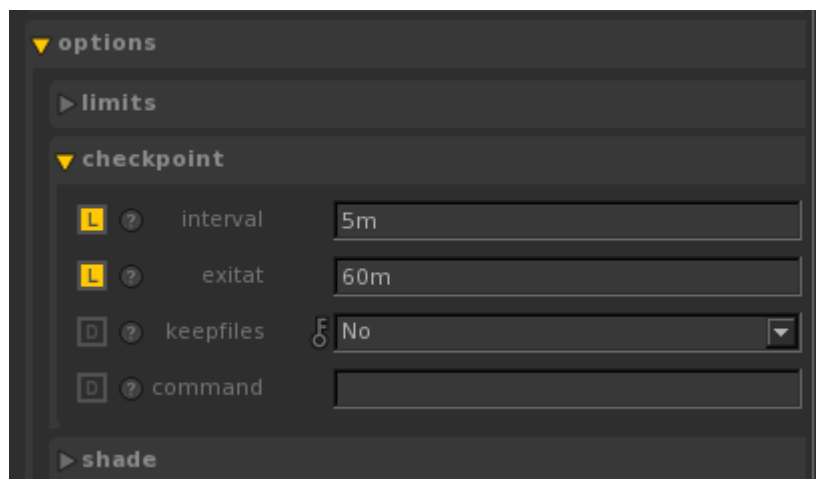 options
limits
checkpoint
L ? interval 5m
L ? exitat 60m
D ? keepfiles No
D ? command
shade